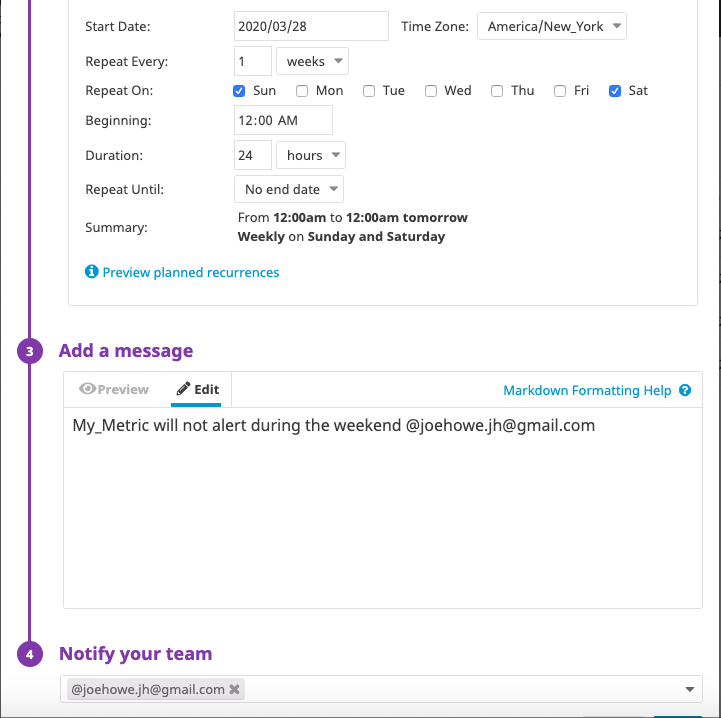 Start Date: 2020/03/28 Time Zone: America/New_York
Repeat Every: 1 weeks
Repeat On: Sun Mon Tue Wed Thu Fri Sat
Beginning: 12:00 AM
Duration: 24 hours
Repeat Until: No end date
Summary: From 12:00am to 12:00am tomorrow
Weekly on Sunday and Saturday
Preview planned recurrences
3 Add a message
Preview Edit Markdown Formatting Help ?
My_Metric will not alert during the weekend @joehowe.jh@gmail.com
4 Notify your team
@joehowe.jh@gmail.com